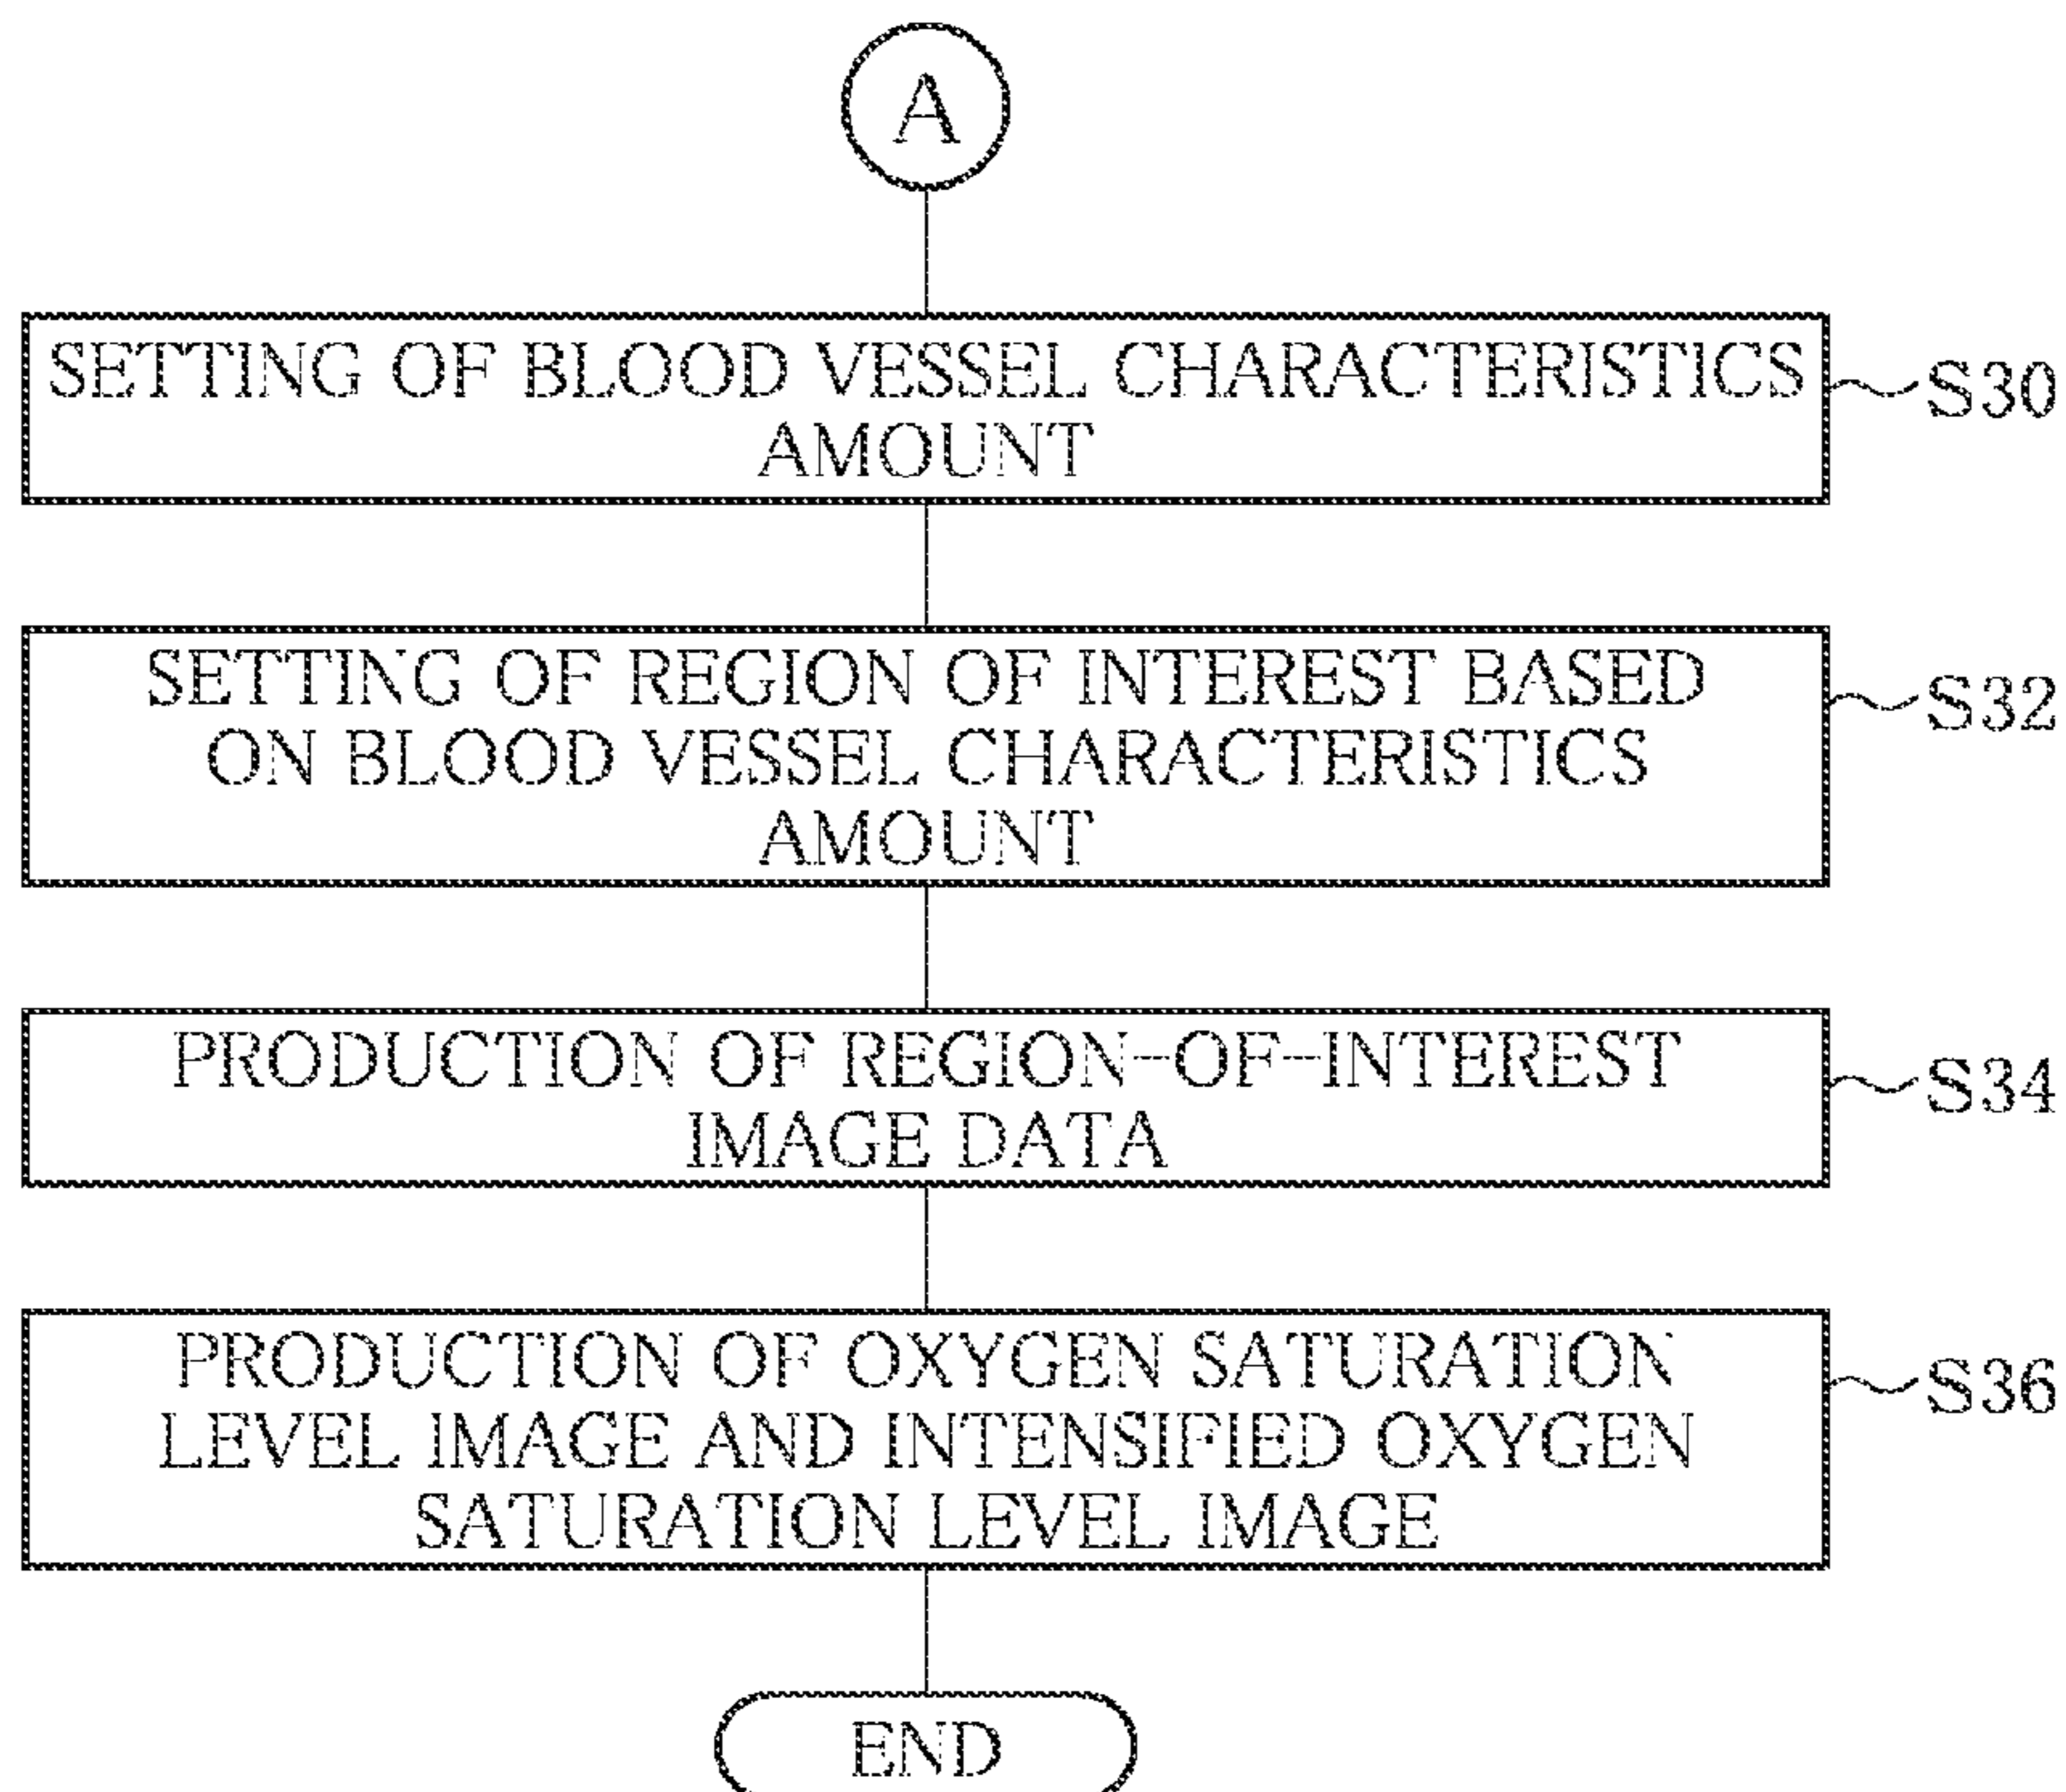 A
SETTING OF BLOOD VESSEL CHARACTERISTICS
AMOUNT
S30
SETTING OF REGION OF INTEREST BASED
ON BLOOD VESSEL CHARACTERISTICS
AMOUNT
S32
PRODUCTION OF REGION-OF-INTEREST
IMAGE DATA
S34
PRODUCTION OF OXYGEN SATURATION
LEVEL IMAGE AND INTENSIFIED OXYGEN
SATURATION LEVEL IMAGE
S36
END